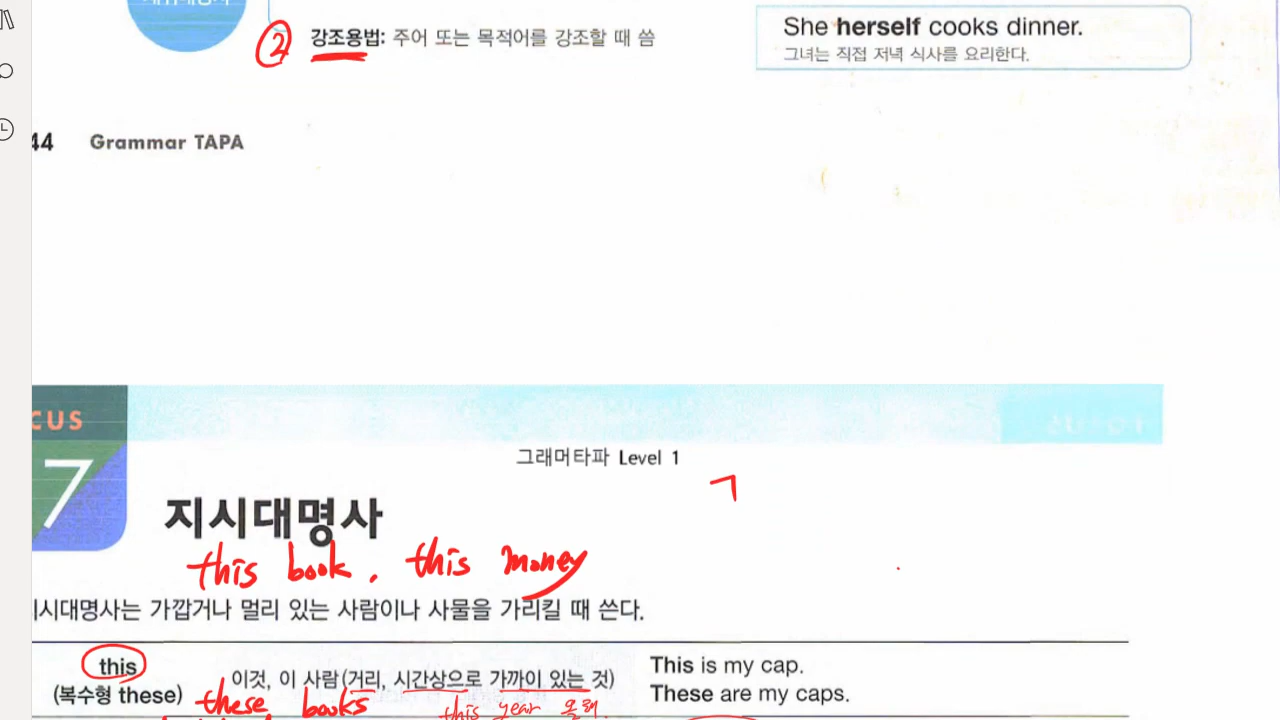 ② 강조용법: 주어 또는 목적어를 강조할 때 씀
She herself cooks dinner.
그녀는 직접 저녁 식사를 요리한다.
44 Grammar TAPA
CUS
7
그래머타파 Level 1
ㄱ
지시대명사
this book, this money
지시대명사는 가깝거나 멀리 있는 사람이나 사물을 가리킬 때 쓴다.
this
(복수형 these)
이것, 이 사람(거리, 시간상으로 가까이 있는 것)
This is my cap.
These are my caps.
these books
this year 올해